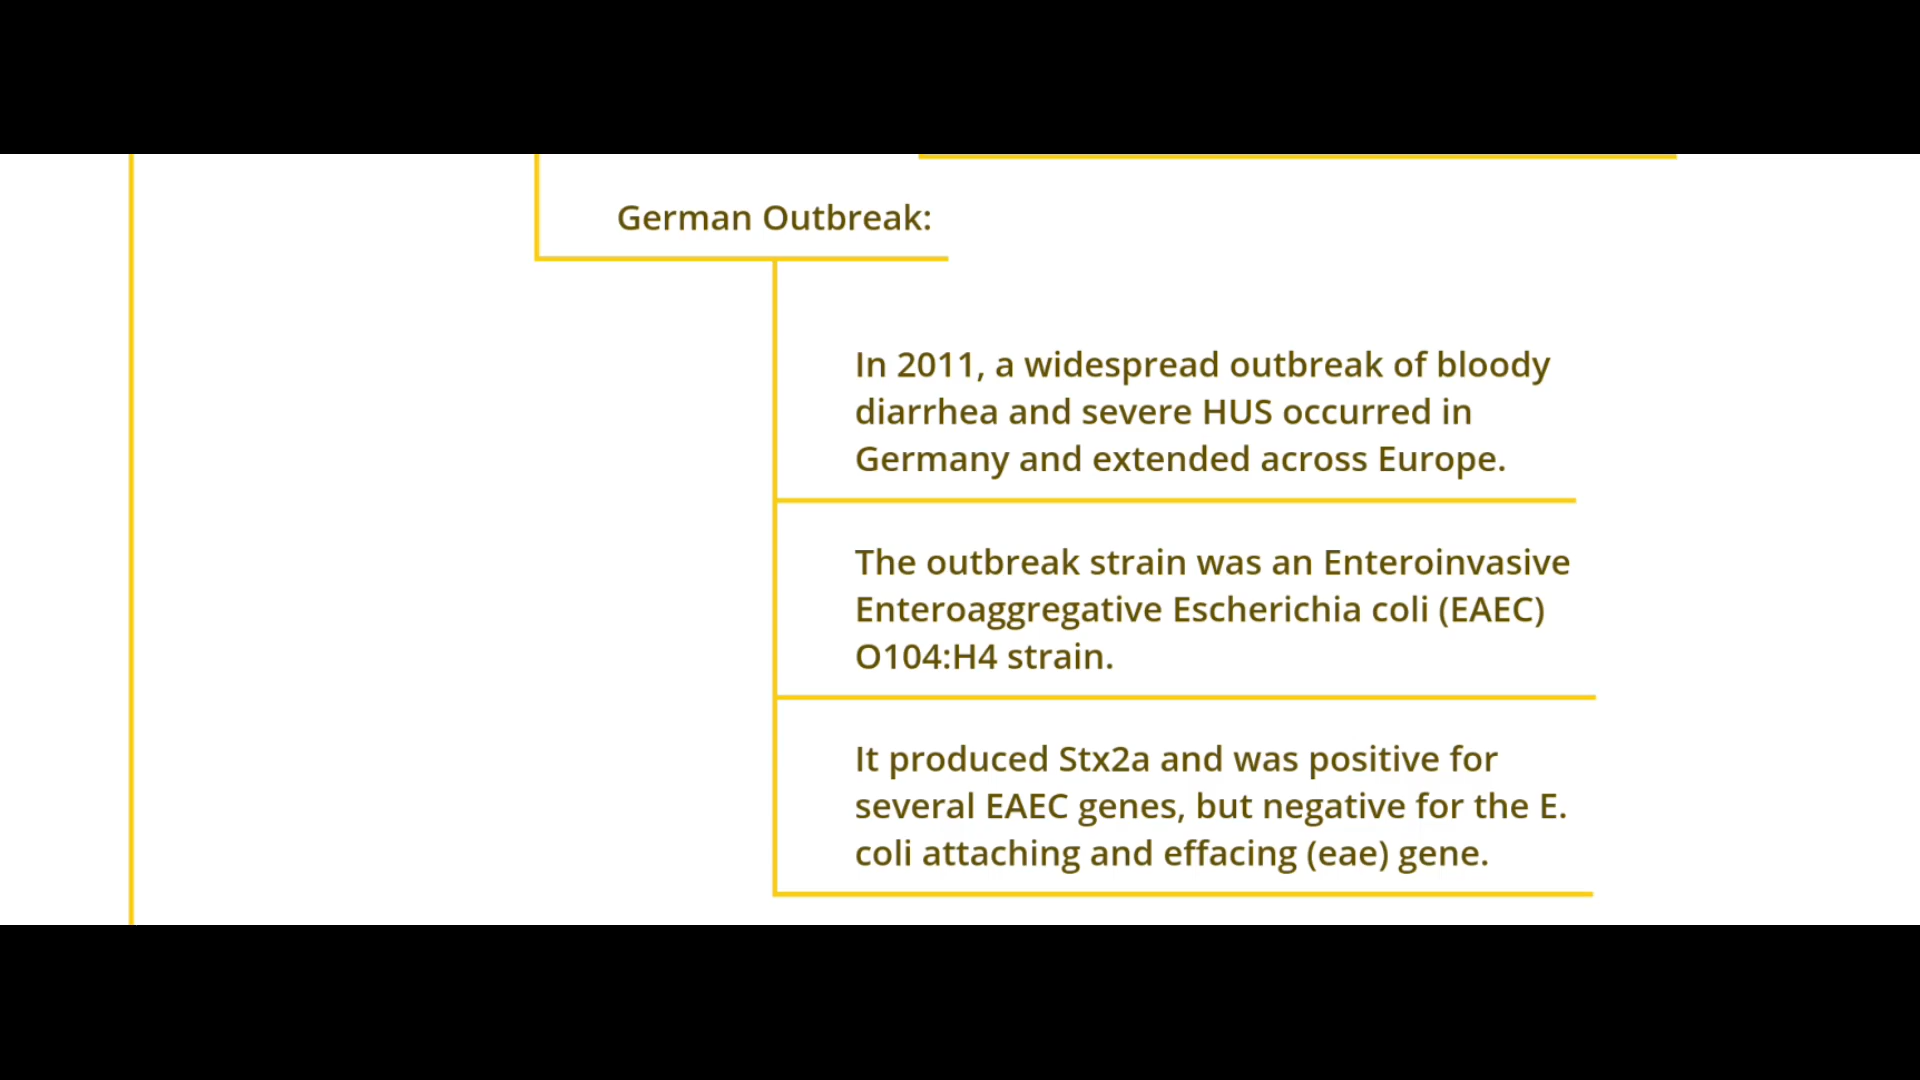 German Outbreak:
In 2011, a widespread outbreak of bloody
diarrhea and severe HUS occurred in
Germany and extended across Europe.
The outbreak strain was an Enteroinvasive
Enteroaggregative Escherichia coli (EAEC)
O104:H4 strain.
It produced Stx2a and was positive for
several EAEC genes, but negative for the E.
coli attaching and effacing (eae) gene.